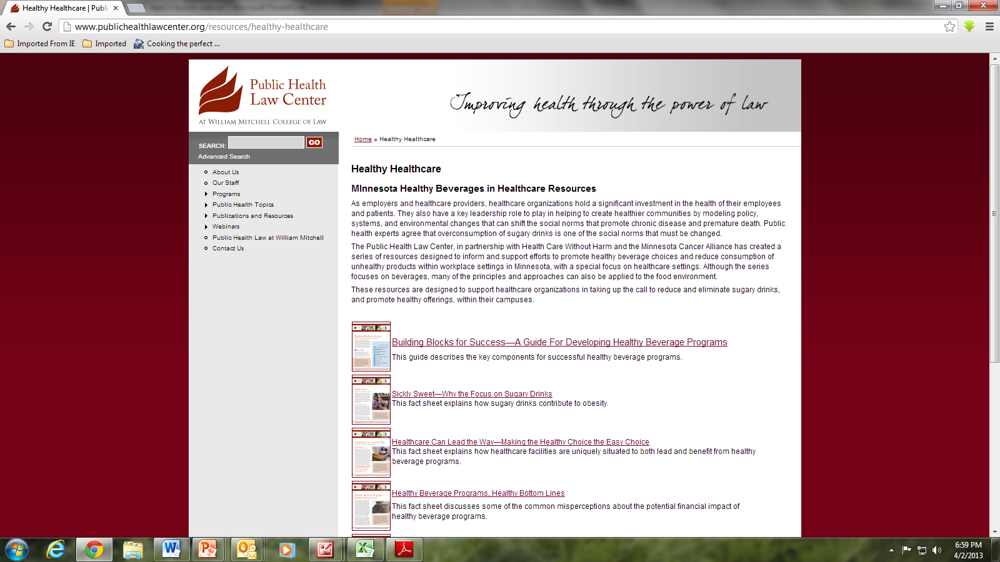 Healthy Healthcare | Publi
www.publichealthlawcenter.org/resources/healthy-healthcare
Imported From IE
Imported
Cooking the perfect ...
Public Health
Law Center
AT WILLIAM MITCHELL COLLEGE OF LAW
Improving health through the power of law
SEARCH:
GO
Advanced Search
About Us
Our Staff
Programs
Public Health Topics
Publications and Resources
Webinars
Public Health Law at William Mitchell
Contact Us
Home » Healthy Healthcare
Healthy Healthcare
MInnesota Healthy Beverages in Healthcare Resources
As employers and healthcare providers, healthcare organizations hold a significant investment in the health of their employees
and patients. They also have a key leadership role to play in helping to create healthier communities by modeling policy,
systems, and environmental changes that can shift the social norms that promote chronic disease and premature death. Public
health experts agree that overconsumption of sugary drinks is one of the social norms that must be changed.
The Public Health Law Center, in partnership with Health Care Without Harm and the Minnesota Cancer Alliance has created a
series of resources designed to inform and support efforts to promote healthy beverage choices and reduce consumption of
unhealthy products within workplace settings in Minnesota, with a special focus on healthcare settings. Although the series
focuses on beverages, many of the principles and approaches can also be applied to the food environment.
These resources are designed to support healthcare organizations in taking up the call to reduce and eliminate sugary drinks,
and promote healthy offerings, within their campuses.
Building Blocks for Success—A Guide For Developing Healthy Beverage Programs
This guide describes the key components for successful healthy beverage programs.
Sickly Sweet—Why the Focus on Sugary Drinks
This fact sheet explains how sugary drinks contribute to obesity.
Healthcare Can Lead the Way—Making the Healthy Choice the Easy Choice
This fact sheet explains how healthcare facilities are uniquely situated to both lead and benefit from healthy
beverage programs.
Healthy Beverage Programs, Healthy Bottom Lines
This fact sheet discusses some of the common misperceptions about the potential financial impact of
healthy beverage programs.
6:59 PM
4/2/2013